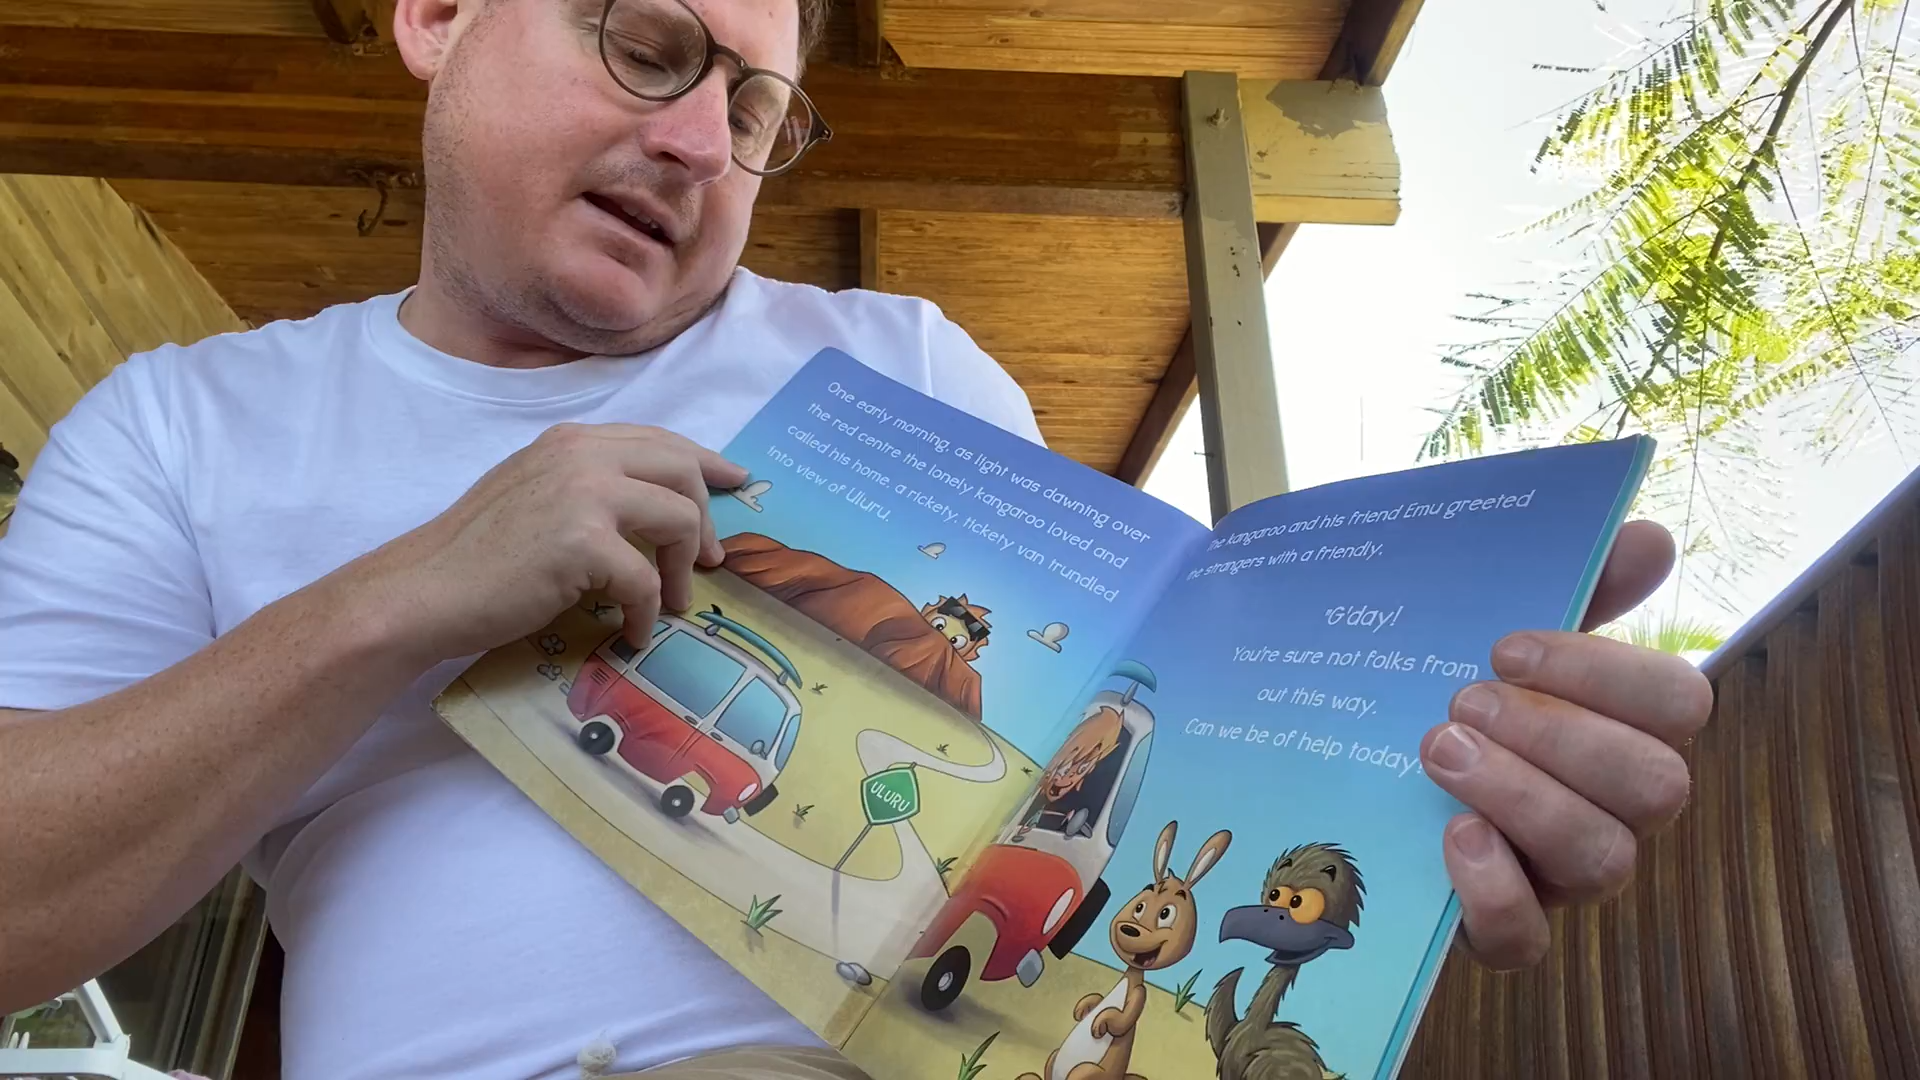 One early morning, as light was dawning over
the red centre the lonely kangaroo loved and
called his home, a rickety, tickety van trundled
into view of Uluru.
ULURU
The kangaroo and his friend Emu greeted
the strangers with a friendly,
"G'day!
You're sure not folks from
out this way.
Can we be of help today?